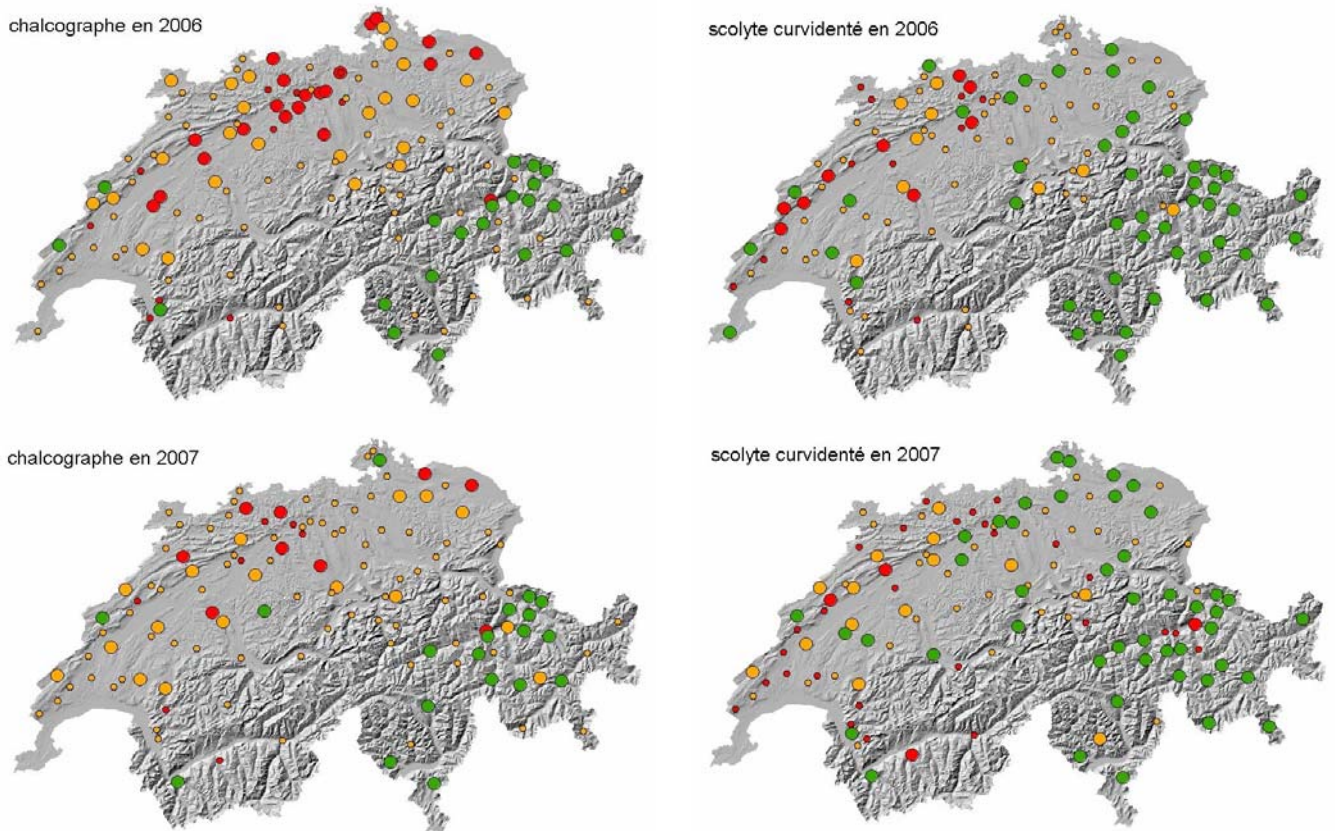 chalcographe en 2006
scolyte curvidenté en 2006
chalcographe en 2007
scolyte curvidenté en 2007